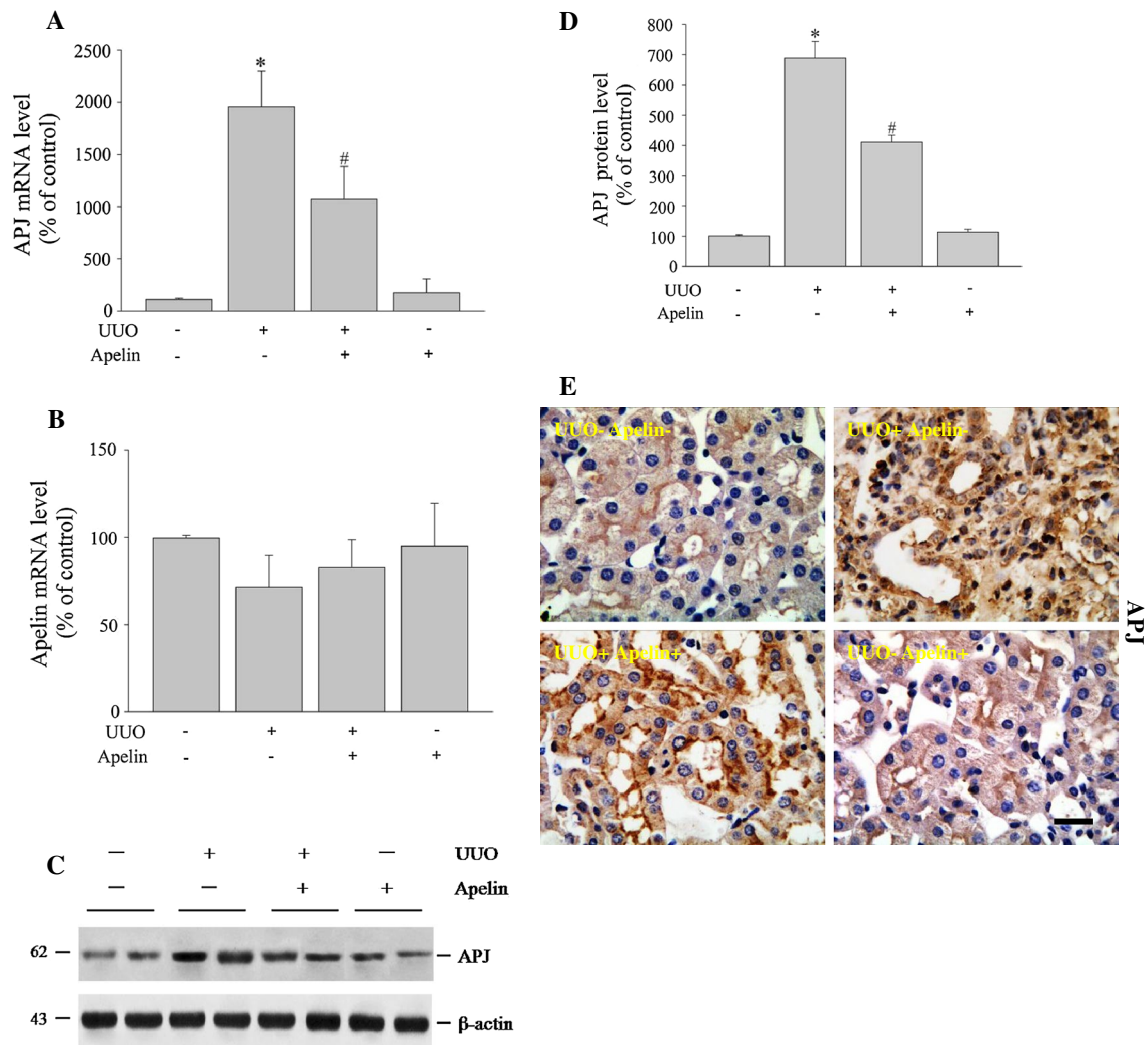 A
APJ mRNA level
(% of control)
2500
2000
1500
1000
500
0
*
#
UUO - + + -
Apelin - - + +
B
Apelin mRNA level
(% of control)
150
100
50
0
UUO - + + -
Apelin - - + +
C
— + + — UUO
— — + + Apelin
62 — — APJ
43 — — β-actin
D
APJ protein level
(% of control)
800
700
600
500
400
300
200
100
0
*
#
UUO - + + -
Apelin - - + +
E
UUO- Apelin-
UUO+ Apelin-
UUO+ Apelin+
UUO- Apelin+
APJ